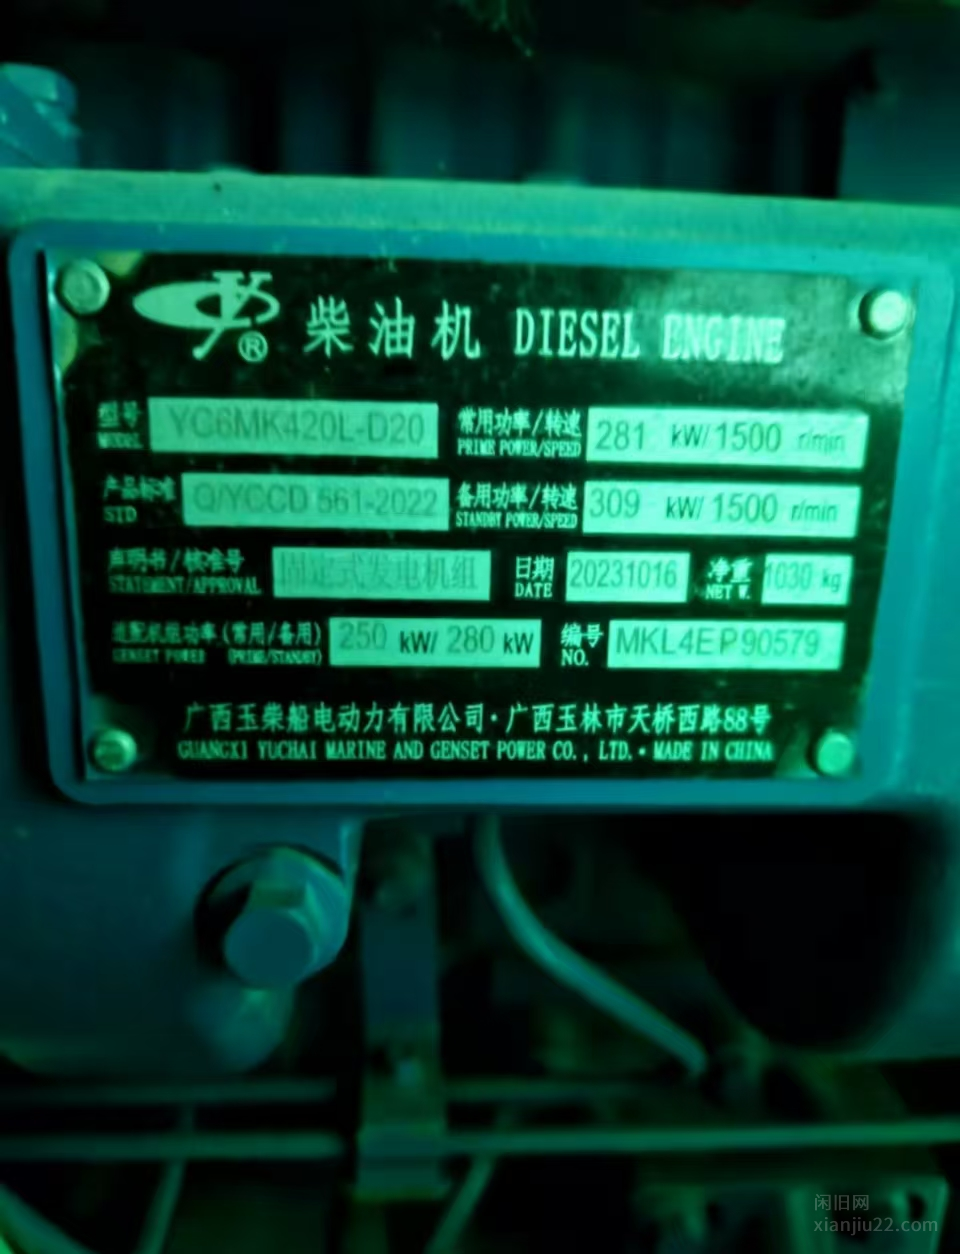 Y ® 柴油机 DIESEL ENGINE
型号 YC6MK420L-D20 常用功率/转速 281 kW/ 1500 r/min
MODEL PRIME POWER/SPEED
产品标准 Q/YCCD 561-2022 备用功率/转速 309 kW/ 1500 r/min
STD STANDBY POWER/SPEED
声明书/核准号 固定式发电机组 日期 20231016 净重 1030 kg
STATEMENT/APPROVAL DATE NET W.
适配机组功率(常用/备用) 250 kW/ 280 kW 编号 MKL4EP90579
GENSET POWER (PRIME/STANDBY) NO.
广西玉柴船电动力有限公司·广西玉林市天桥西路88号
GUANGXI YUCHAI MARINE AND GENSET POWER CO., LTD.·MADE IN CHINA
闲旧网
xianjiu22.com